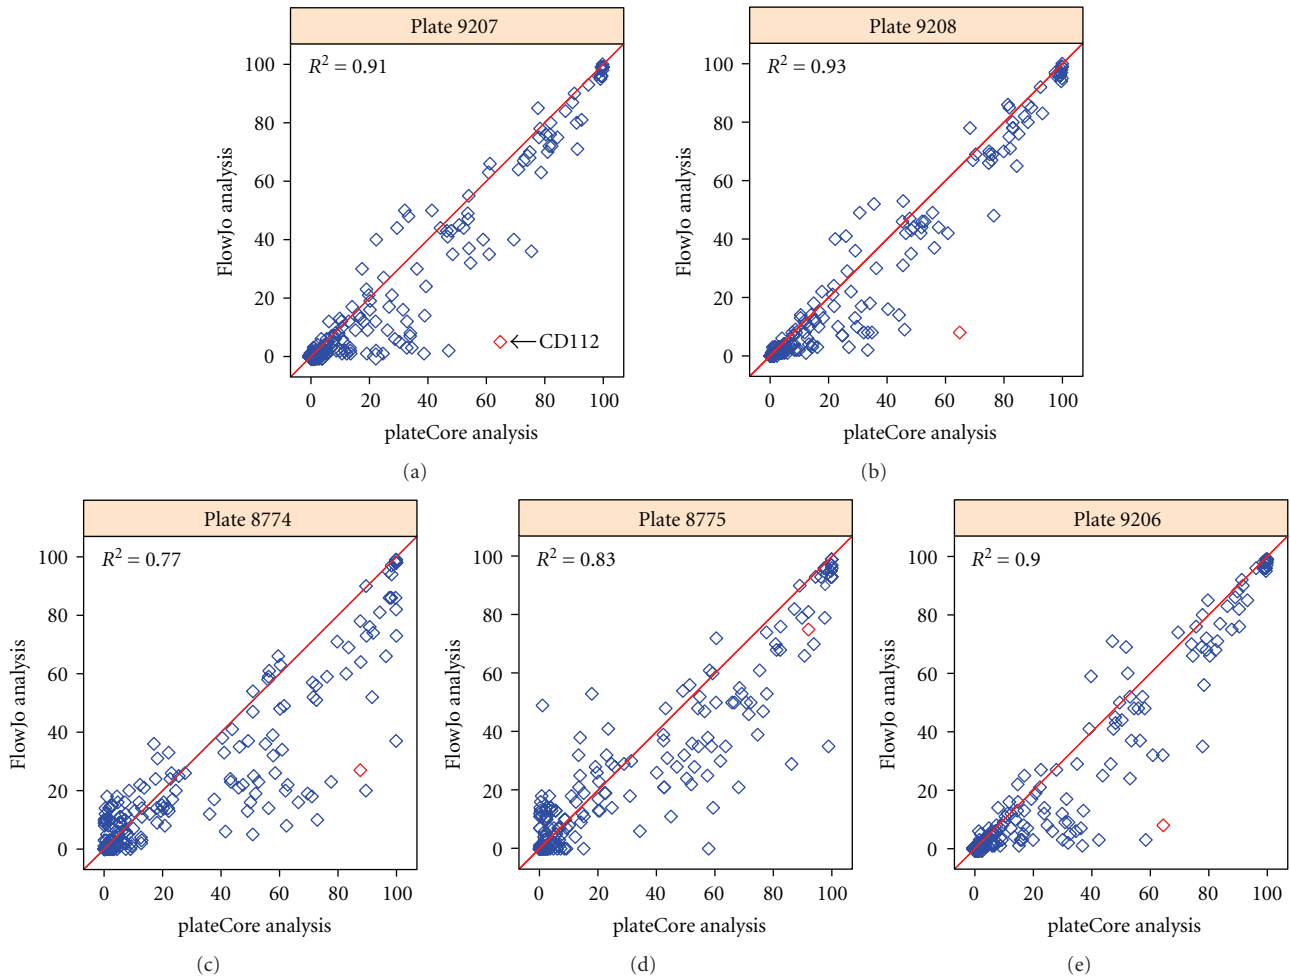 Plate 9207
R² = 0.91
FlowJo analysis
100
80
60
40
20
0
CD112
0 20 40 60 80 100
plateCore analysis
(a)
Plate 9208
R² = 0.93
FlowJo analysis
100
80
60
40
20
0
0 20 40 60 80 100
plateCore analysis
(b)
Plate 8774
R² = 0.77
FlowJo analysis
100
80
60
40
20
0
0 20 40 60 80 100
plateCore analysis
(c)
Plate 8775
R² = 0.83
FlowJo analysis
100
80
60
40
20
0
0 20 40 60 80 100
plateCore analysis
(d)
Plate 9206
R² = 0.9
FlowJo analysis
100
80
60
40
20
0
0 20 40 60 80 100
plateCore analysis
(e)